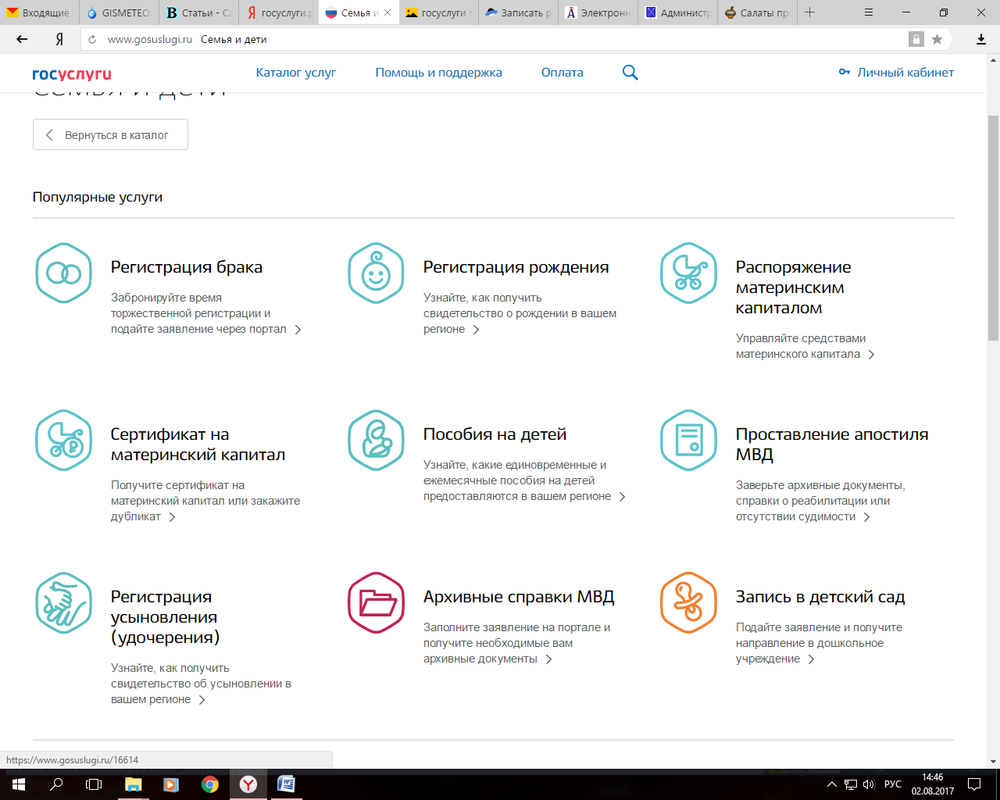 Входящие
GISMETEO:
Статьи - Са
госуслуги.р
Семья и
госуслуги
Записать р
Электронн
Администр
Салаты про
www.gosuslugi.ru Семья и дети
госуслуги
Каталог услуг
Помощь и поддержка
Оплата
Личный кабинет
Семья и дети
Вернуться в каталог
Популярные услуги
Регистрация брака
Забронируйте время
торжественной регистрации и
подайте заявление через портал
Регистрация рождения
Узнайте, как получить
свидетельство о рождении в вашем
регионе
Распоряжение
материнским
капиталом
Управляйте средствами
материнского капитала
Сертификат на
материнский капитал
Получите сертификат на
материнский капитал или закажите
дубликат
Пособия на детей
Узнайте, какие единовременные и
ежемесячные пособия на детей
предоставляются в вашем регионе
Проставление апостиля
МВД
Заверьте архивные документы,
справки о реабилитации или
отсутствии судимости
Регистрация
усыновления
(удочерения)
Узнайте, как получить
свидетельство об усыновлении в
вашем регионе
Архивные справки МВД
Заполните заявление на портале и
получите необходимые вам
архивные документы
Запись в детский сад
Подайте заявление и получите
направление в дошкольное
учреждение
https://www.gosuslugi.ru/16614
РУС
14:46
02.08.2017